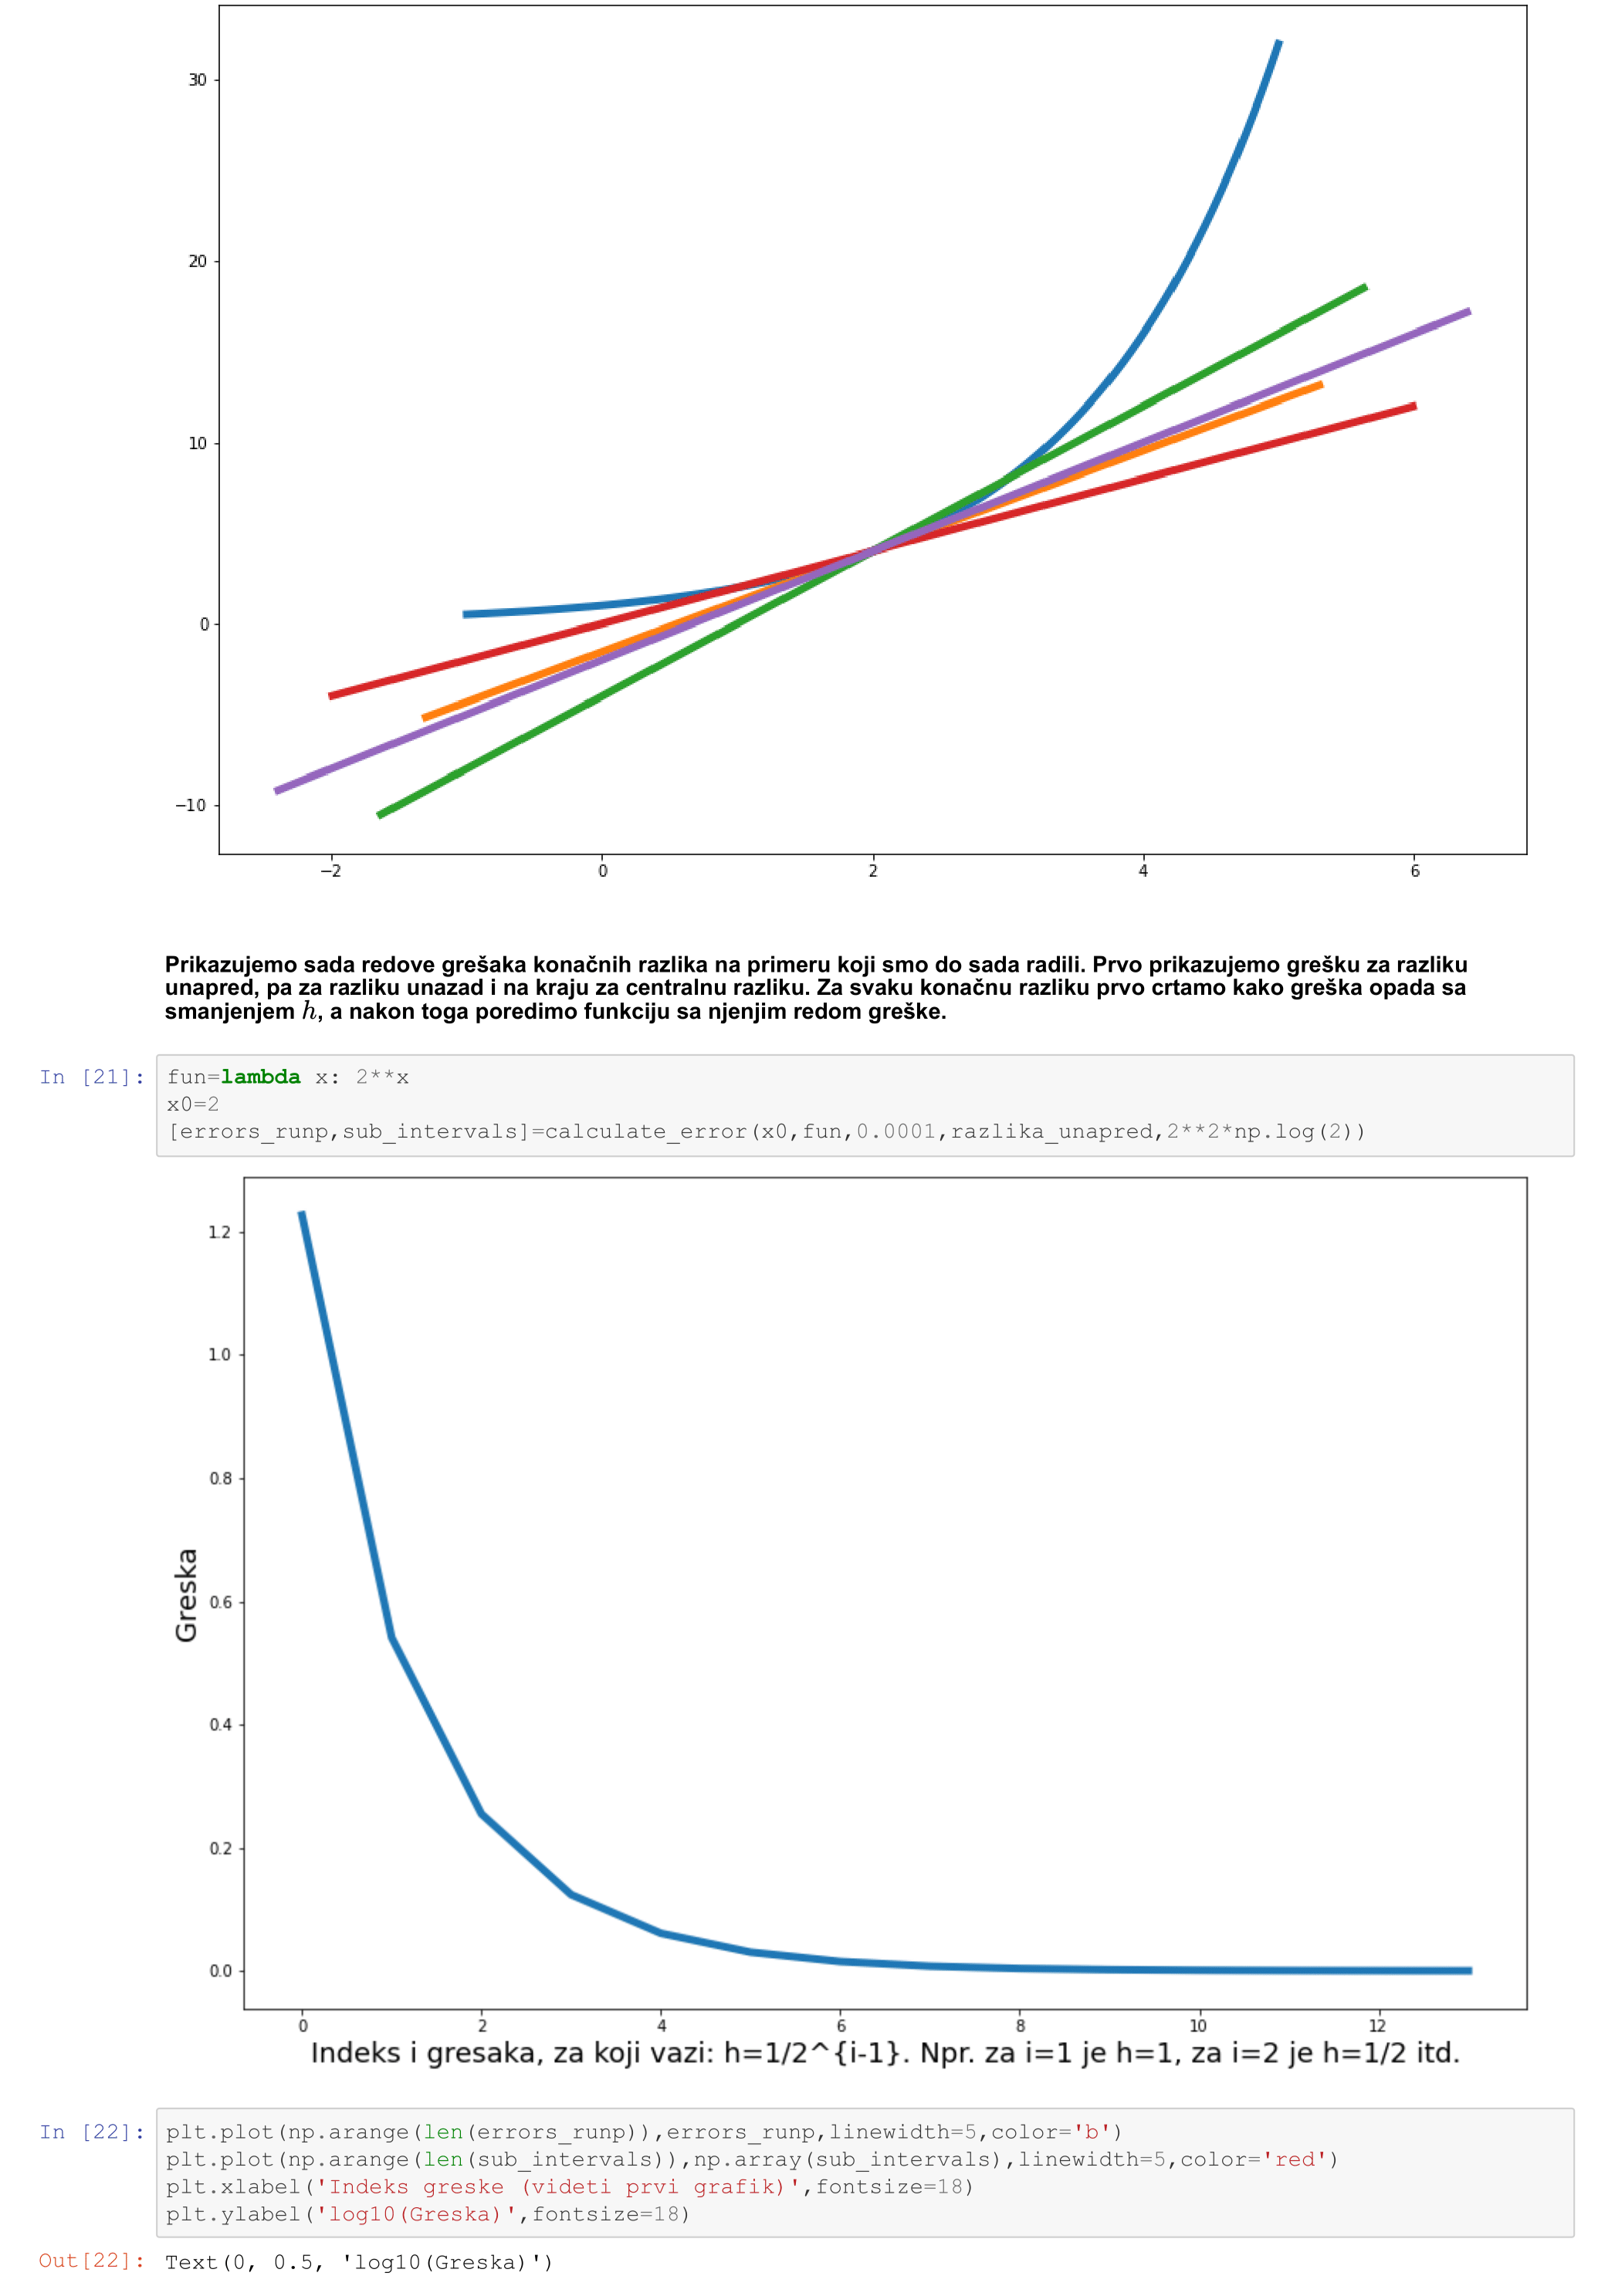 30
20
10
0
−10
−2 0 2 4 6
Prikazujemo sada redove grešaka konačnih razlika na primeru koji smo do sada radili. Prvo prikazujemo grešku za razliku
unapred, pa za razliku unazad i na kraju za centralnu razliku. Za svaku konačnu razliku prvo crtamo kako greška opada sa
smanjenjem h, a nakon toga poredimo funkciju sa njenjim redom greške.
In [21]: fun=lambda x: 2**x
x0=2
[errors_runp,sub_intervals]=calculate_error(x0,fun,0.0001,razlika_unapred,2**2*np.log(2))
1.2
1.0
0.8
0.6
0.4
0.2
0.0
Greska
0 2 4 6 8 10 12
Indeks i gresaka, za koji vazi: h=1/2^{i-1}. Npr. za i=1 je h=1, za i=2 je h=1/2 itd.
In [22]: plt.plot(np.arange(len(errors_runp)),errors_runp,linewidth=5,color='b')
plt.plot(np.arange(len(sub_intervals)),np.array(sub_intervals),linewidth=5,color='red')
plt.xlabel('Indeks greske (videti prvi grafik)',fontsize=18)
plt.ylabel('log10(Greska)',fontsize=18)
Out[22]: Text(0, 0.5, 'log10(Greska)')